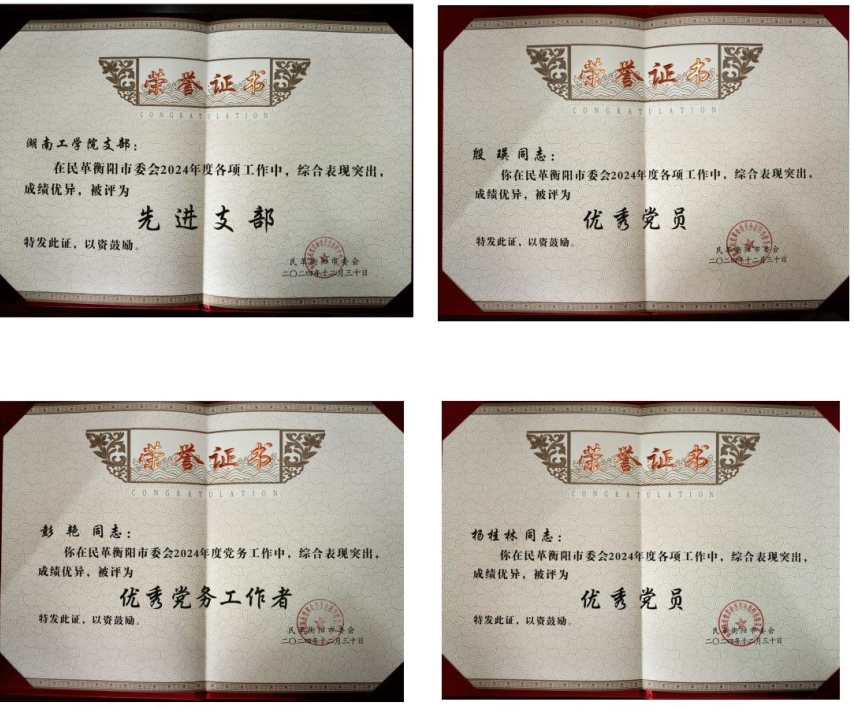 荣誉证书
CONGRATULATION
湖南工学院支部：
在民革衡阳市委会2024年度各项工作中，综合表现突出，
成绩优异，被评为
先进支部
特发此证，以资鼓励。
民革衡阳市委会
二〇二四年十二月三十日
荣誉证书
CONGRATULATION
殷瑛同志：
你在民革衡阳市委会2024年度各项工作中，综合表现突出，
成绩优异，被评为
优秀党员
特发此证，以资鼓励。
民革衡阳市委会
二〇二四年十二月三十日
荣誉证书
CONGRATULATION
彭艳同志：
你在民革衡阳市委会2024年度党务工作中，综合表现突出，
成绩优异，被评为
优秀党务工作者
特发此证，以资鼓励。
民革衡阳市委会
二〇二四年十二月三十日
荣誉证书
CONGRATULATION
杨桂林同志：
你在民革衡阳市委会2024年度各项工作中，综合表现突出，
成绩优异，被评为
优秀党员
特发此证，以资鼓励。
民革衡阳市委会
二〇二四年十二月三十日